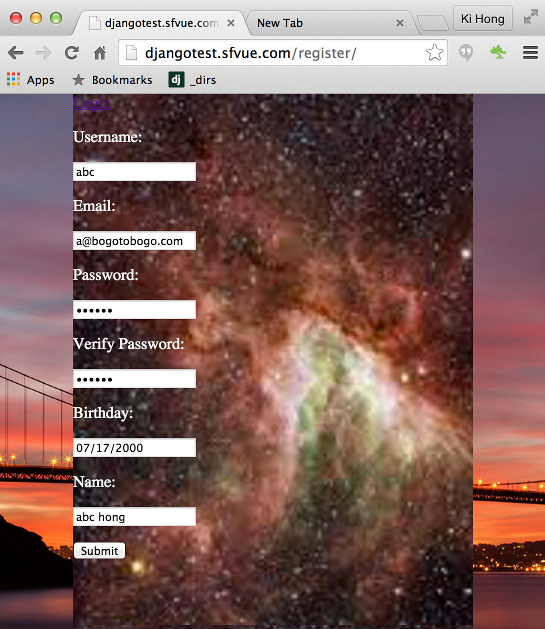 djangotest.sfvue.com
New Tab
Ki Hong
djangotest.sfvue.com/register/
Apps
Bookmarks
dj
_dirs
Username:
abc
Email:
a@bogotobogo.com
Password:
••••••
Verify Password:
••••••
Birthday:
07/17/2000
Name:
abc hong
Submit